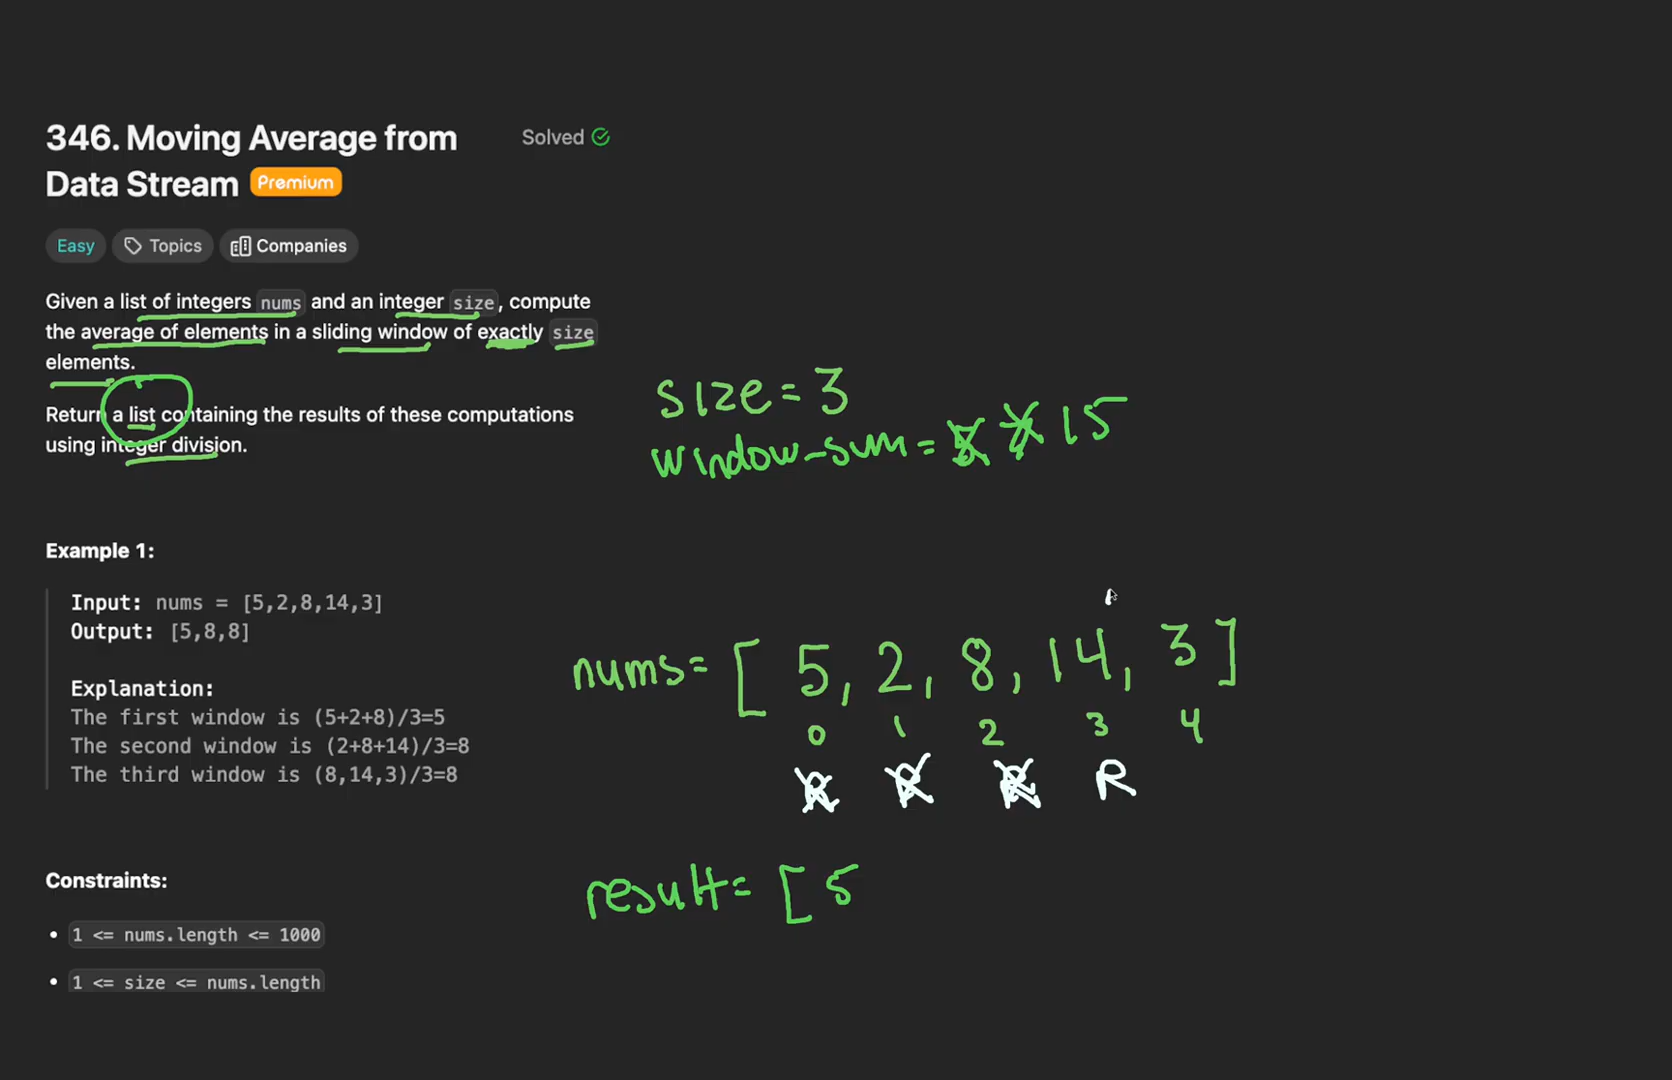 346. Moving Average from
Data Stream Premium
Solved
Easy Topics Companies
Given a list of integers nums and an integer size, compute
the average of elements in a sliding window of exactly size
elements.
Return a list containing the results of these computations
using integer division.
size = 3
window_sum = 5 7 15
Example 1:
Input: nums = [5,2,8,14,3]
Output: [5,8,8]
Explanation:
The first window is (5+2+8)/3=5
The second window is (2+8+14)/3=8
The third window is (8,14,3)/3=8
nums= [ 5, 2, 8, 14, 3 ]
0 1 2 3 4
R R R R
result= [ 5
Constraints:
1 <= nums.length <= 1000
1 <= size <= nums.length